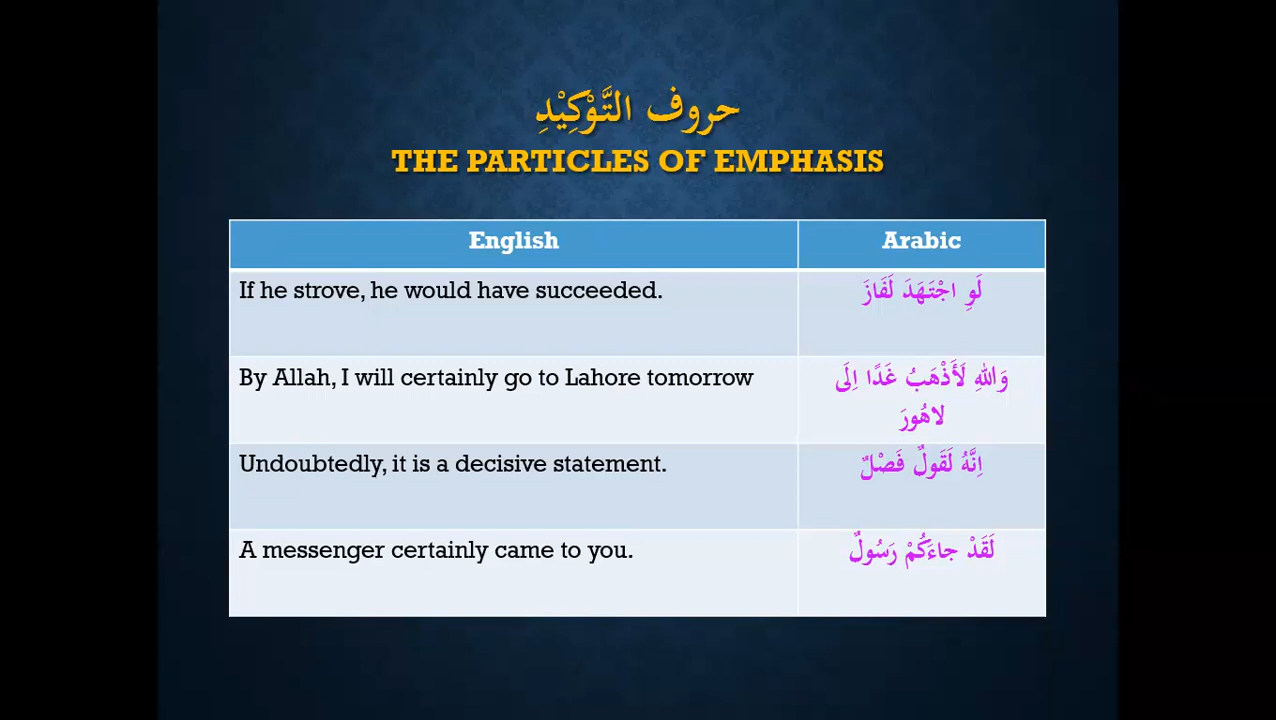 حروف التَّوْكِيْدِ
THE PARTICLES OF EMPHASIS
English
Arabic
If he strove, he would have succeeded.
لَوِ اجْتَهَدَ لَفَازَ
By Allah, I will certainly go to Lahore tomorrow
وَاللهِ لَأَذْهَبُ غَدًا اِلَى
لاهُورَ
Undoubtedly, it is a decisive statement.
اِنَّهُ لَقَولٌ فَصْلٌ
A messenger certainly came to you.
لَقَدْ جاءَكُمْ رَسُولٌ